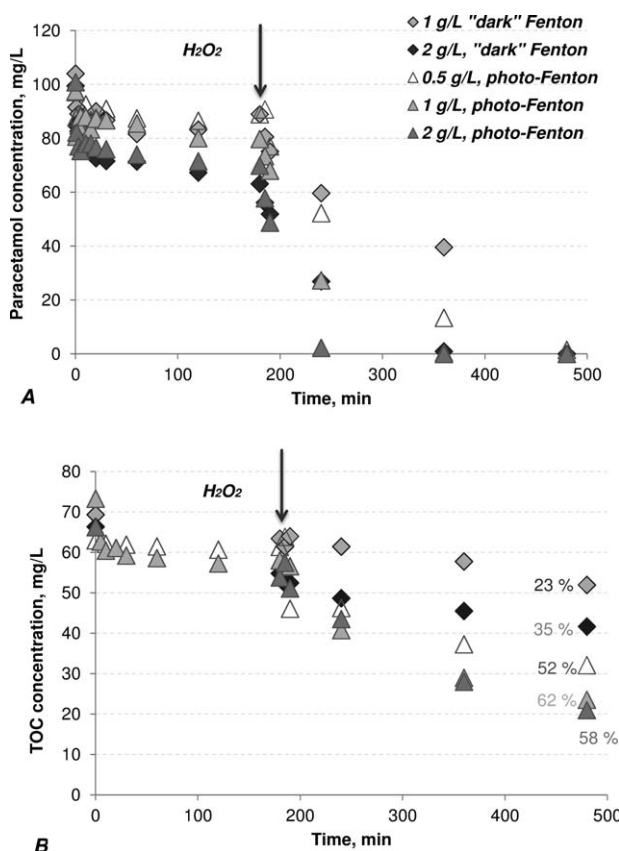 1 g/L "dark" Fenton
2 g/L, "dark" Fenton
0.5 g/L, photo-Fenton
1 g/L, photo-Fenton
2 g/L, photo-Fenton
H₂O₂
Paracetamol concentration, mg/L
120
100
80
60
40
20
0
0 100 200 300 400 500
Time, min
A
H₂O₂
TOC concentration, mg/L
80
70
60
50
40
30
20
10
0
23 %
35 %
52 %
62 %
58 %
0 100 200 300 400 500
Time, min
B